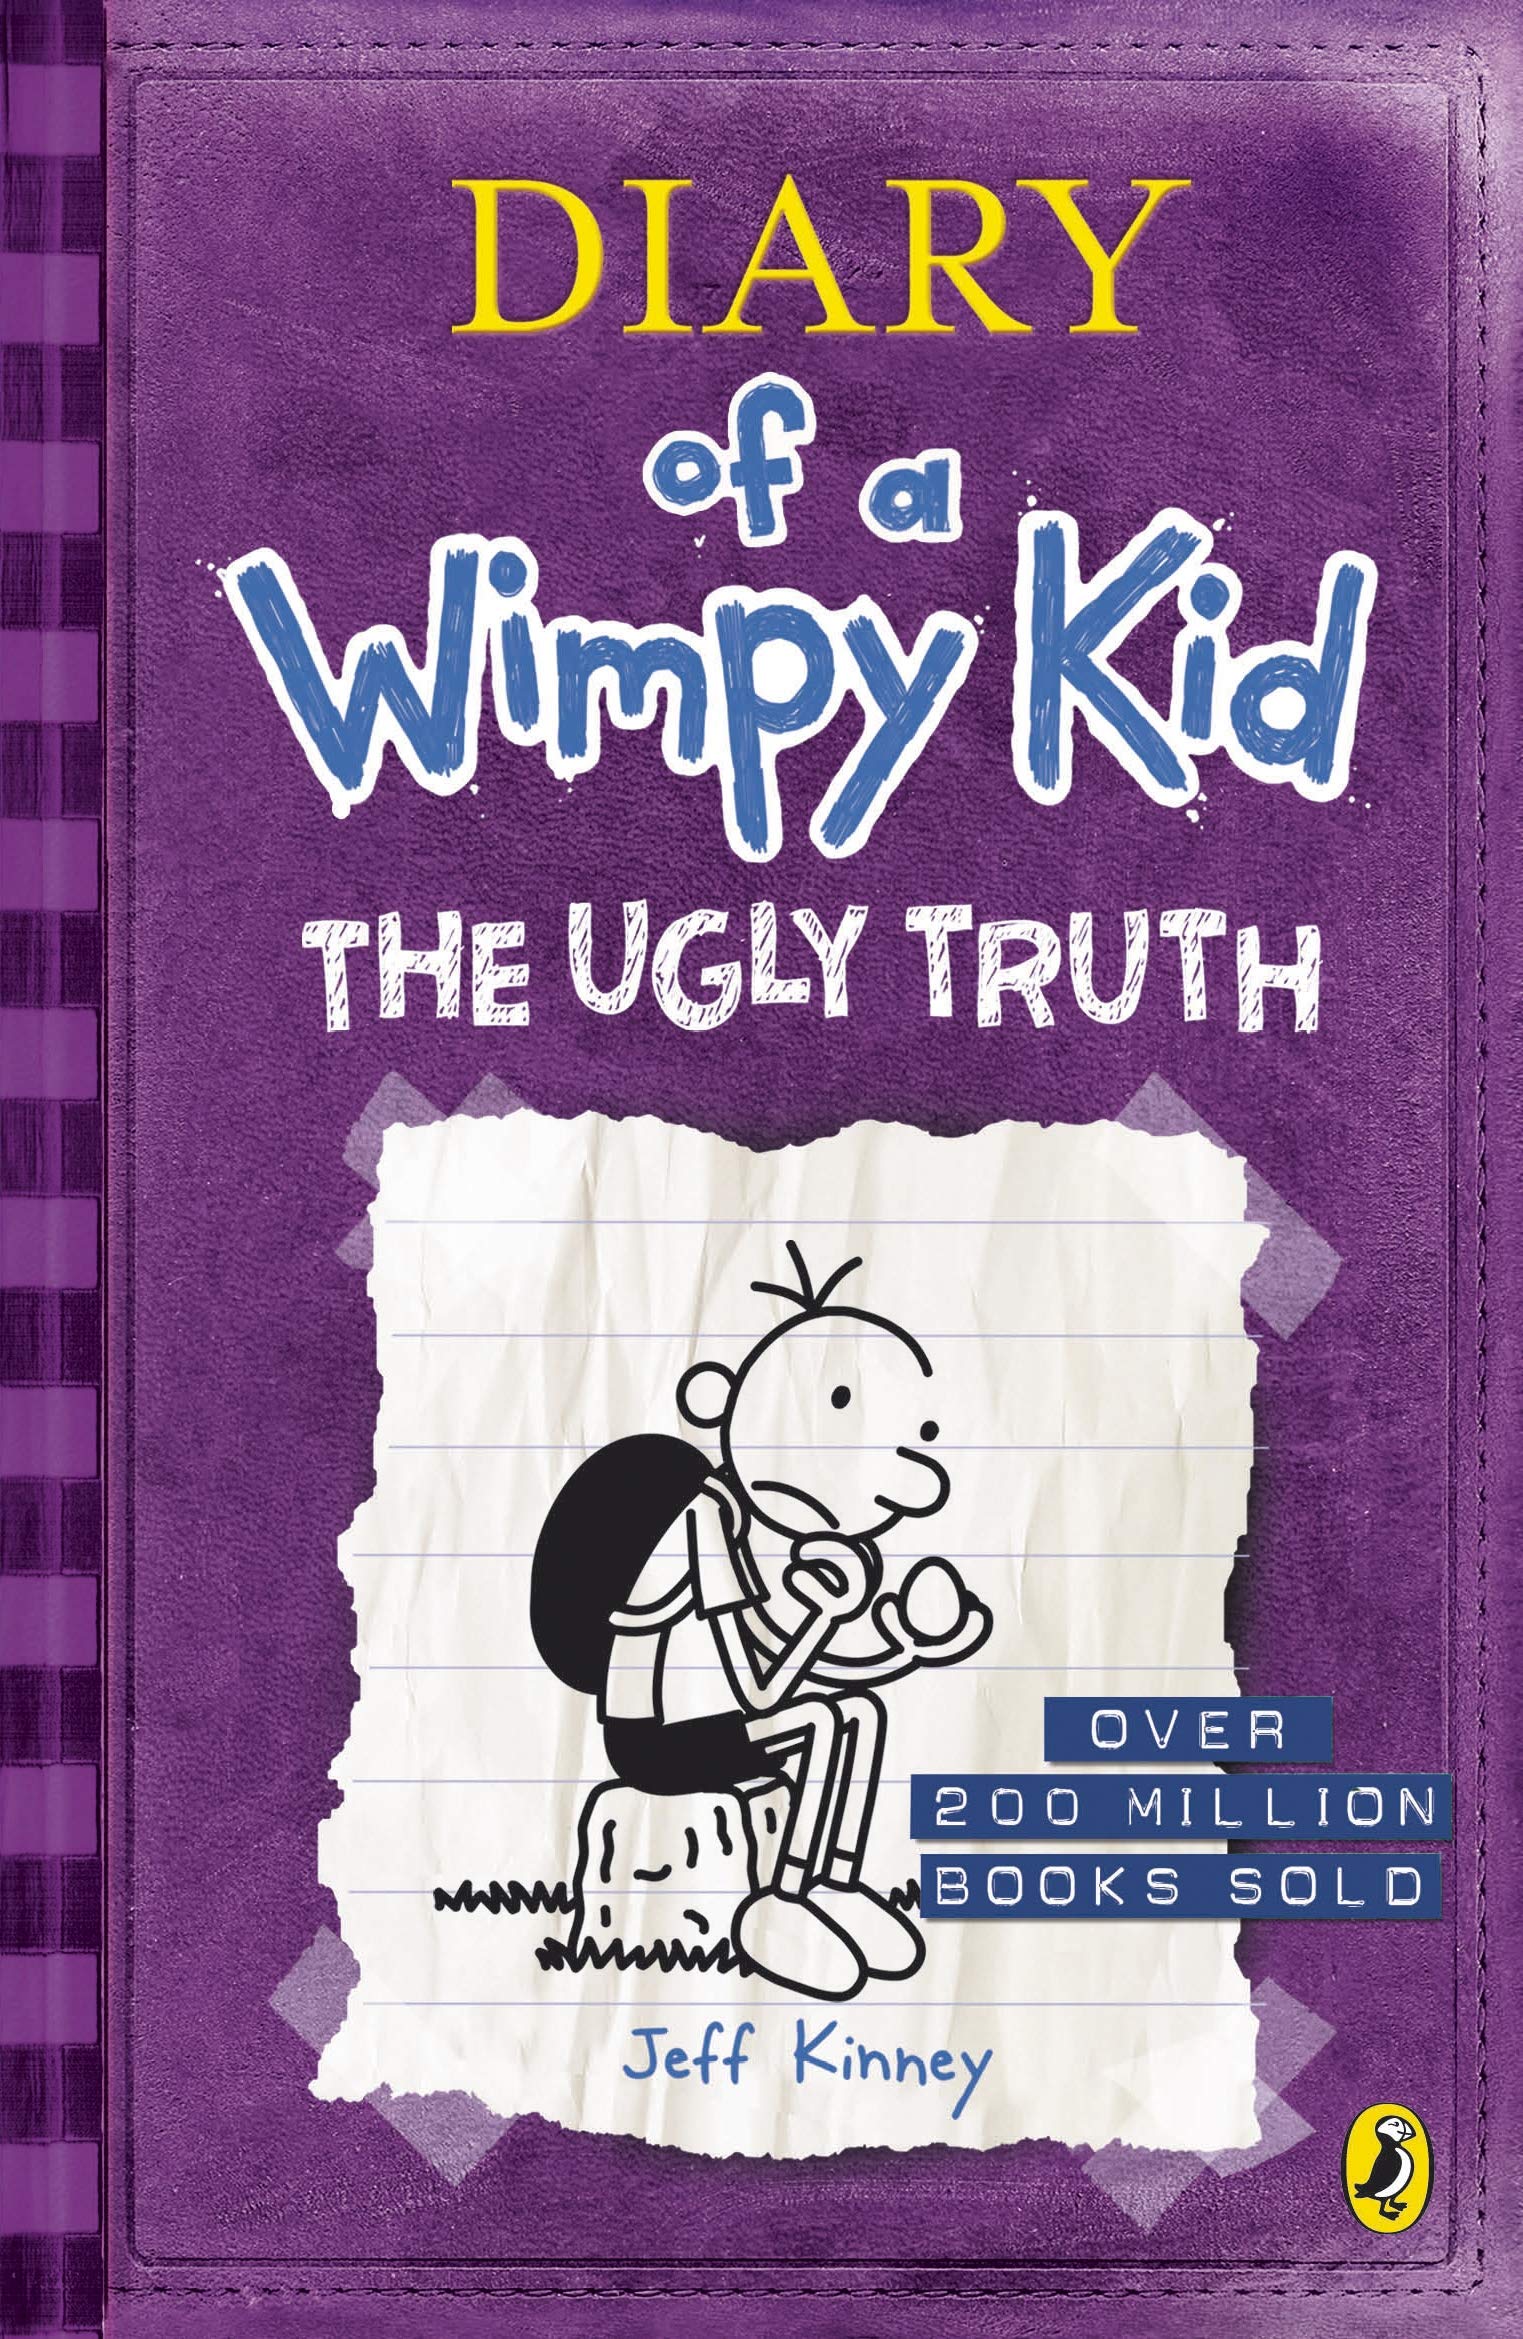 DIARY
of a
Wimpy Kid
THE UGLY TRUTH
OVER
200 MILLION
BOOKS SOLD
Jeff Kinney